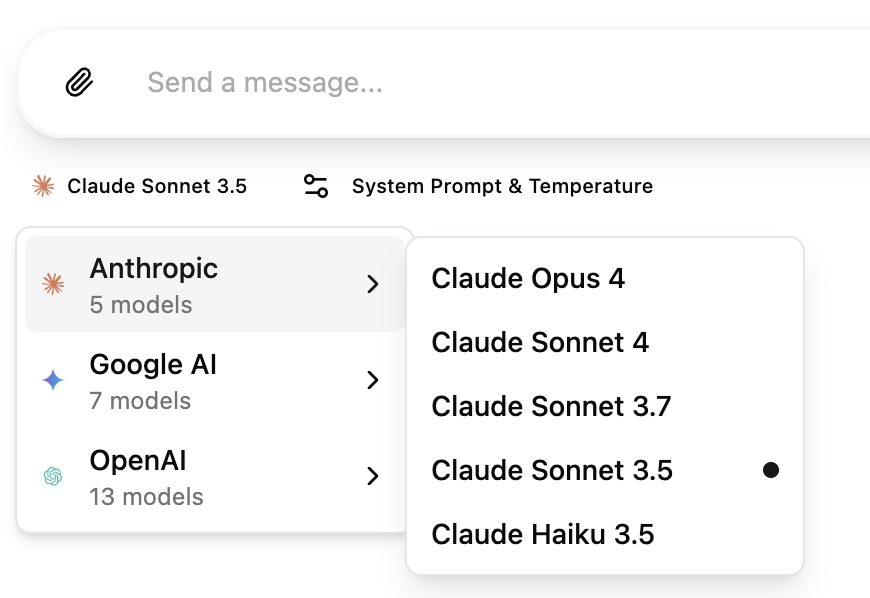 Send a message...
Claude Sonnet 3.5
System Prompt & Temperature
Anthropic
5 models
Google AI
7 models
OpenAI
13 models
Claude Opus 4
Claude Sonnet 4
Claude Sonnet 3.7
Claude Sonnet 3.5
Claude Haiku 3.5